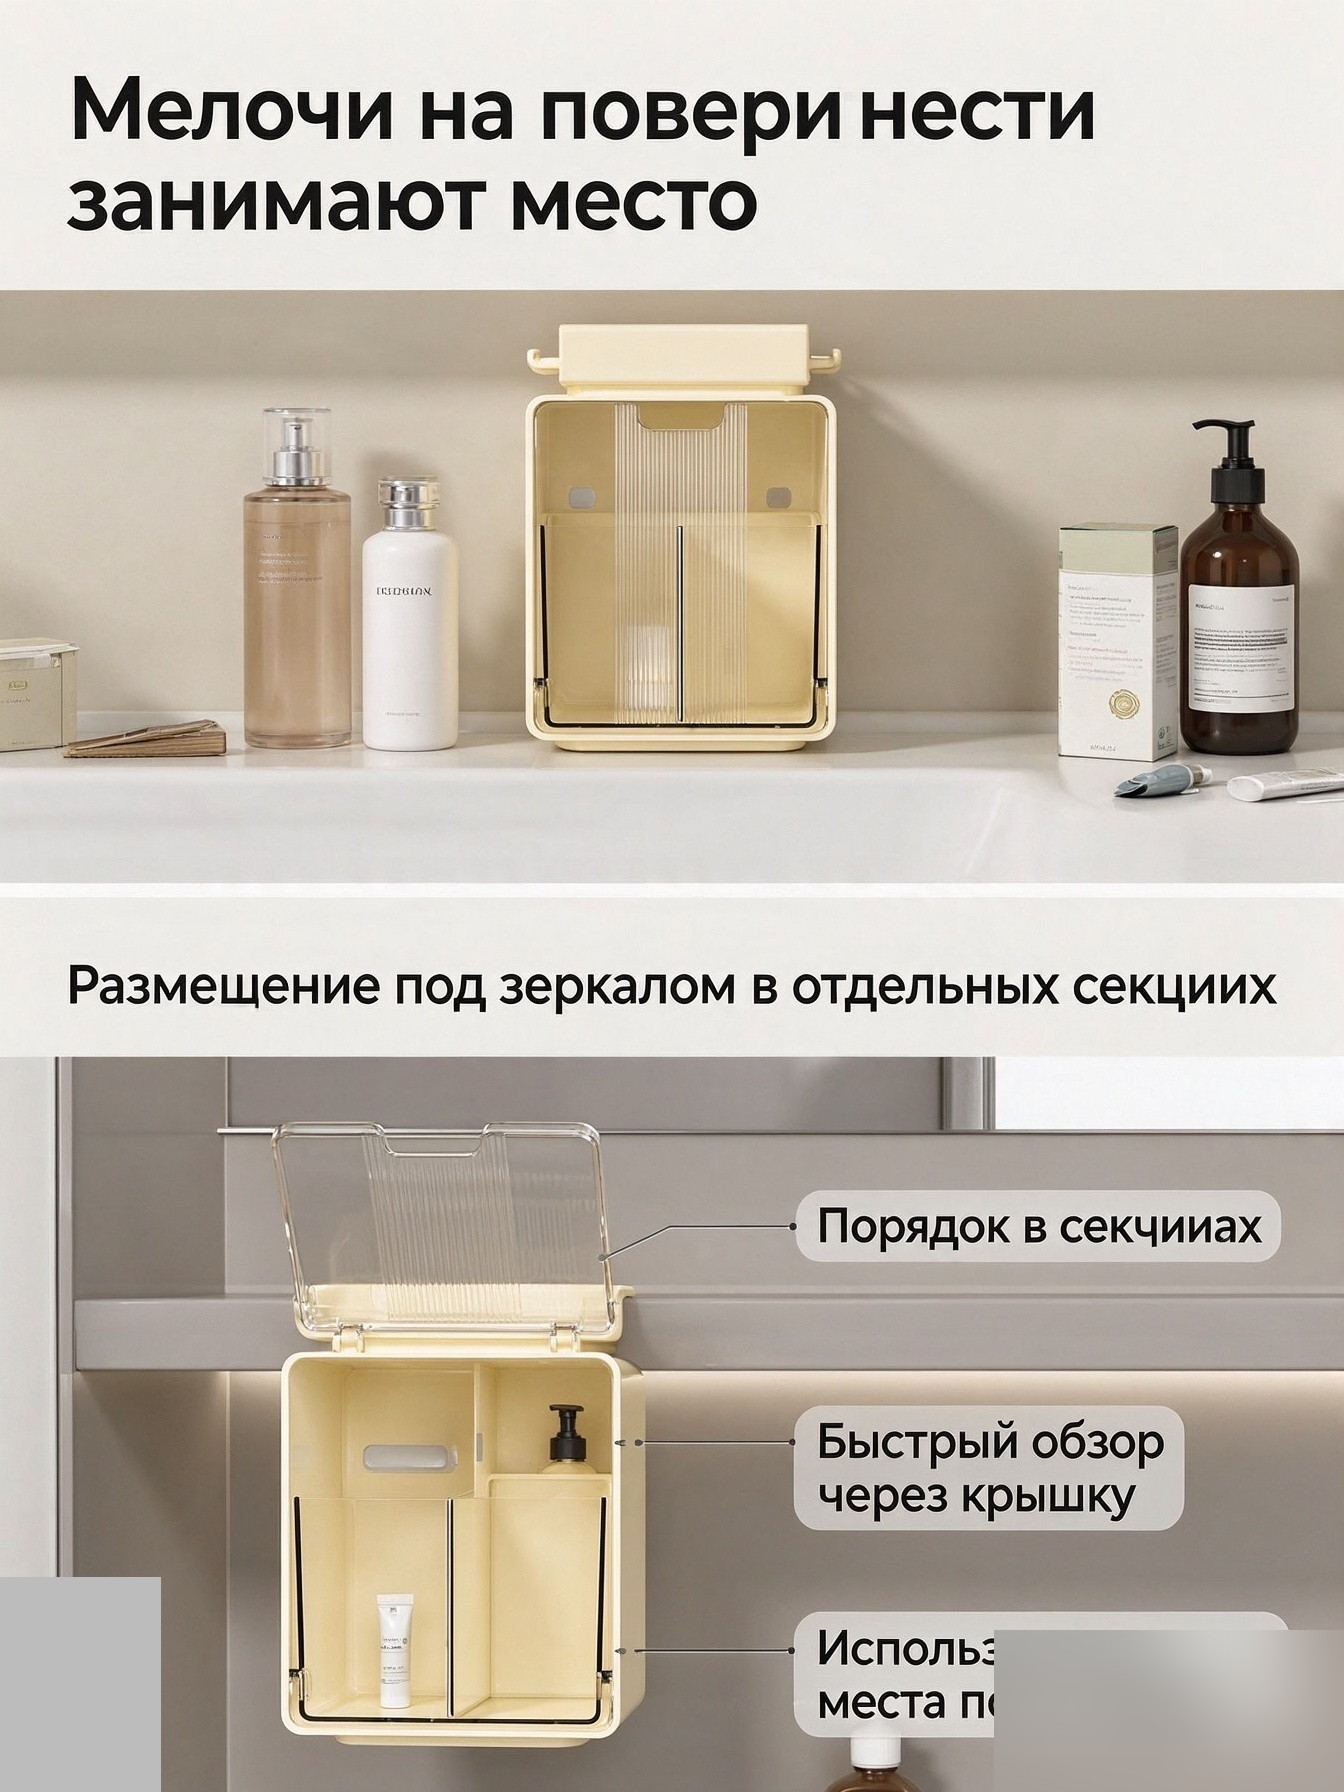 Мелочи на повери нести
занимают место
Размещение под зеркалом в отдельных секциих
Порядок в секчииах
Быстрый обзор
через крышку
Использ
места